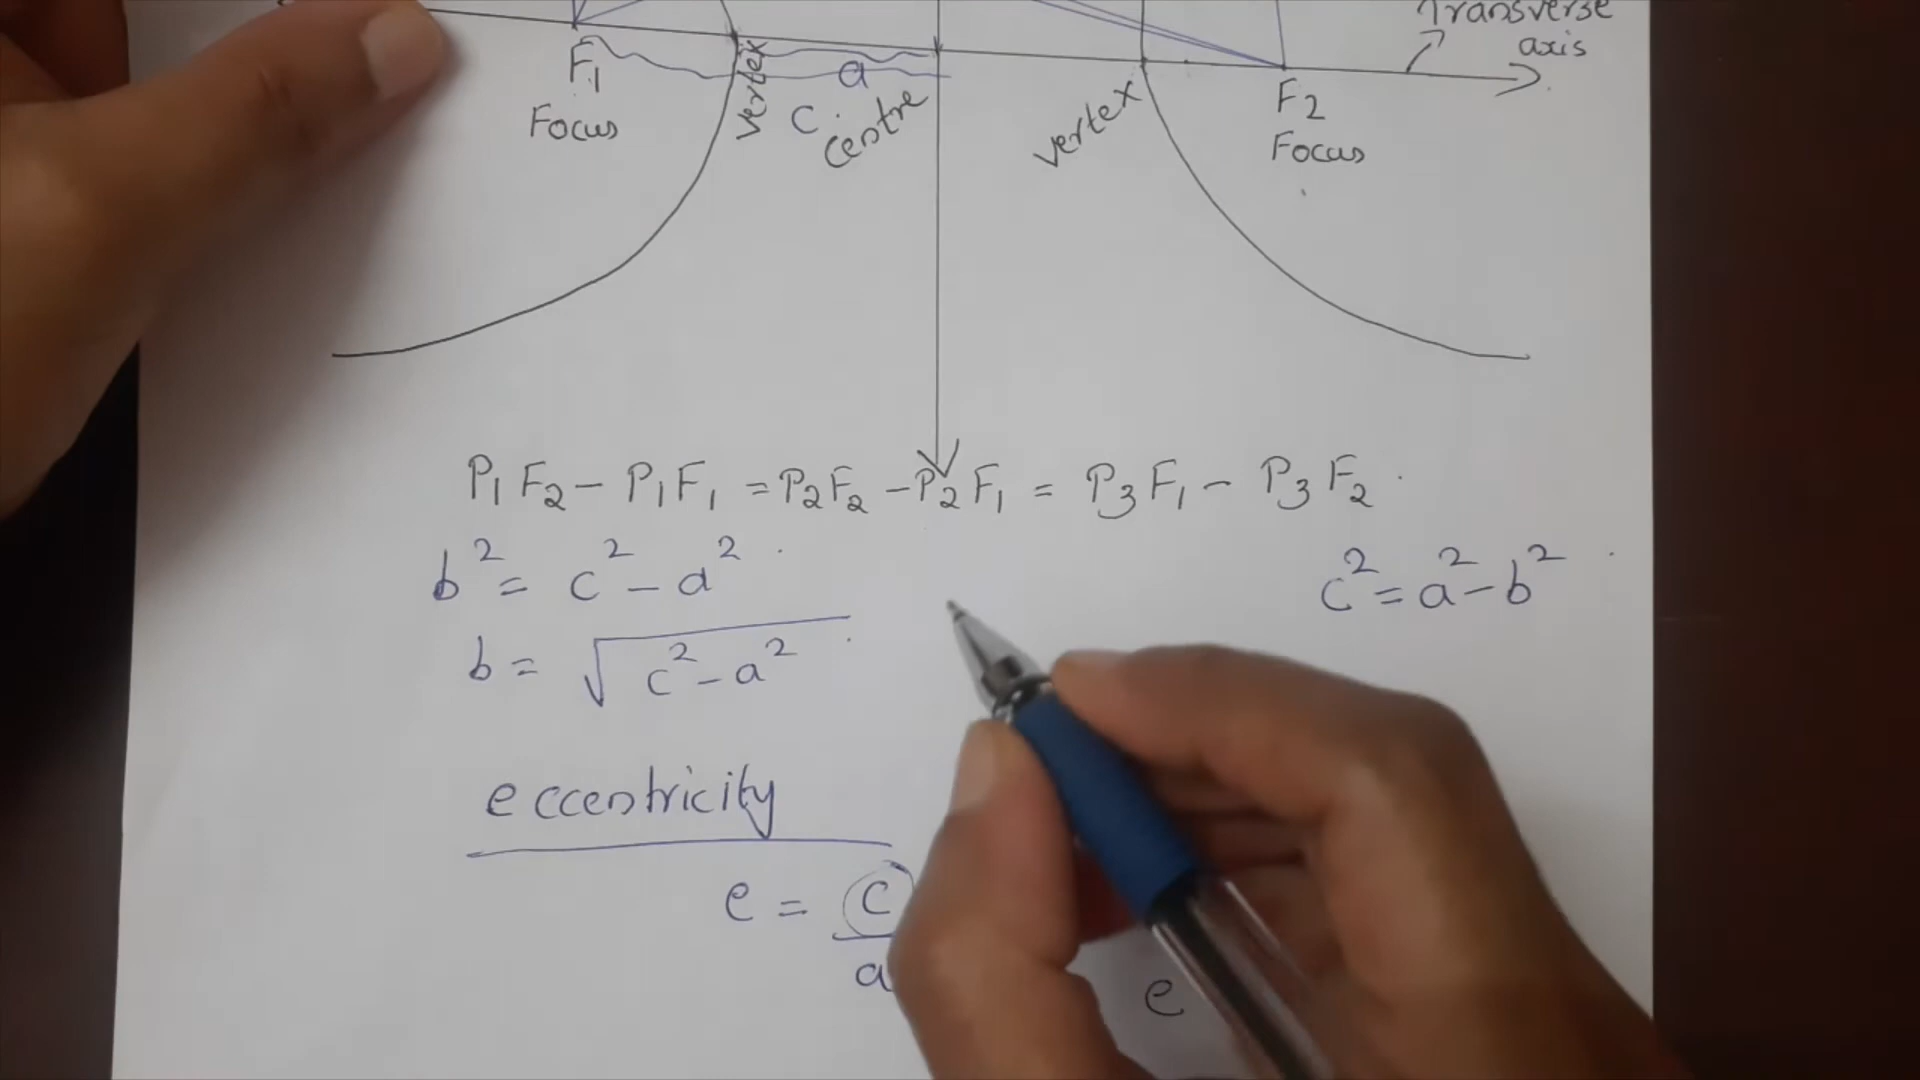 Transverse
axis
F1
Focus
vertex
a
c
centre
vertex
F2
Focus
P1F2 - P1F1 = P2F2 - P2F1 = P3F1 - P3F2
b² = c² - a²
c² = a² - b²
b = √c² - a²
eccentricity
e = c
a
e